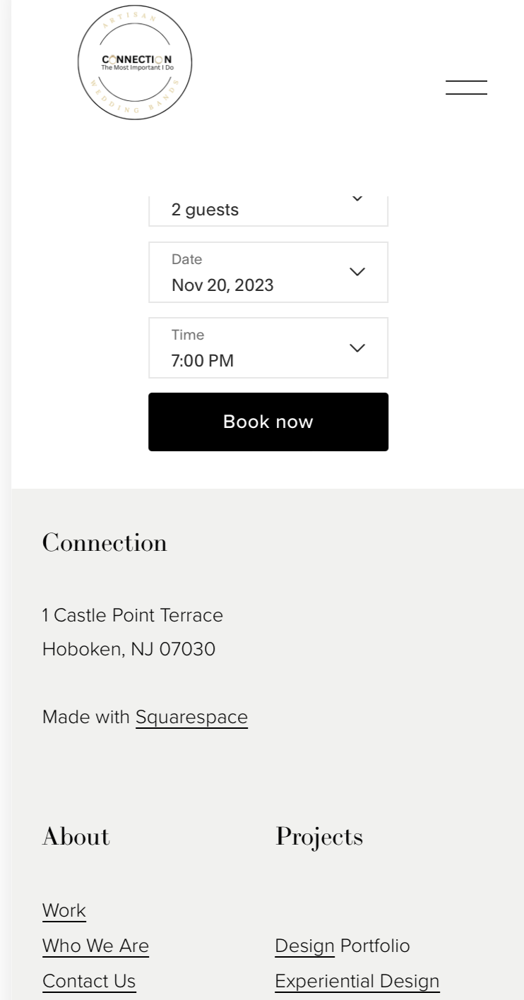 ARTISAN
CONNECTION
The Most Important I Do
WEDDING BANDS
2 guests
Date
Nov 20, 2023
Time
7:00 PM
Book now
Connection
1 Castle Point Terrace
Hoboken, NJ 07030
Made with Squarespace
About
Projects
Work
Who We Are
Design Portfolio
Contact Us
Experiential Design